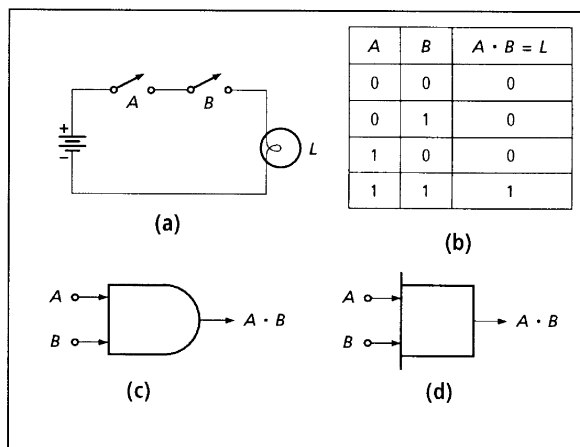 A B
+
−
L
(a)
A B A · B = L
0 0 0
0 1 0
1 0 0
1 1 1
(b)
A
B
A · B
(c)
A
B
A · B
(d)